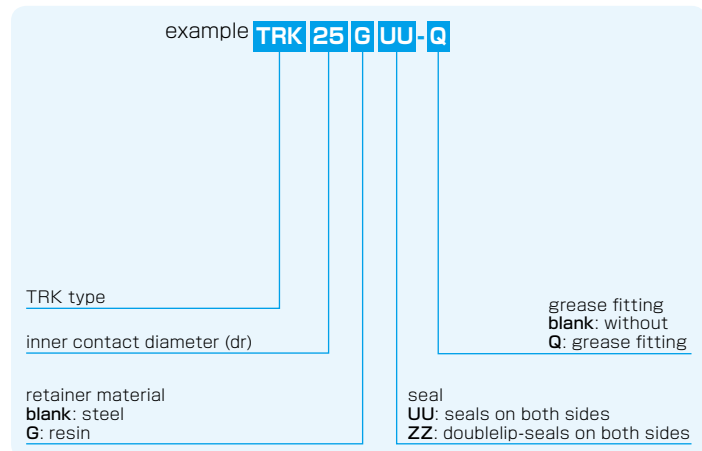 example TRK 25 G UU-Q
TRK type
inner contact diameter (dr)
retainer material
blank: steel
G: resin
grease fitting
blank: without
Q: grease fitting
seal
UU: seals on both sides
ZZ: doublelip-seals on both sides